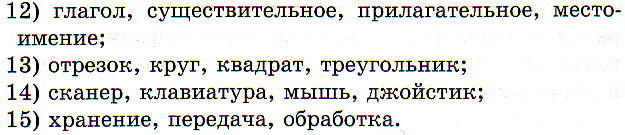 12) глагол, существительное, прилагательное, место-
имение;
13) отрезок, круг, квадрат, треугольник;
14) сканер, клавиатура, мышь, джойстик;
15) хранение, передача, обработка.